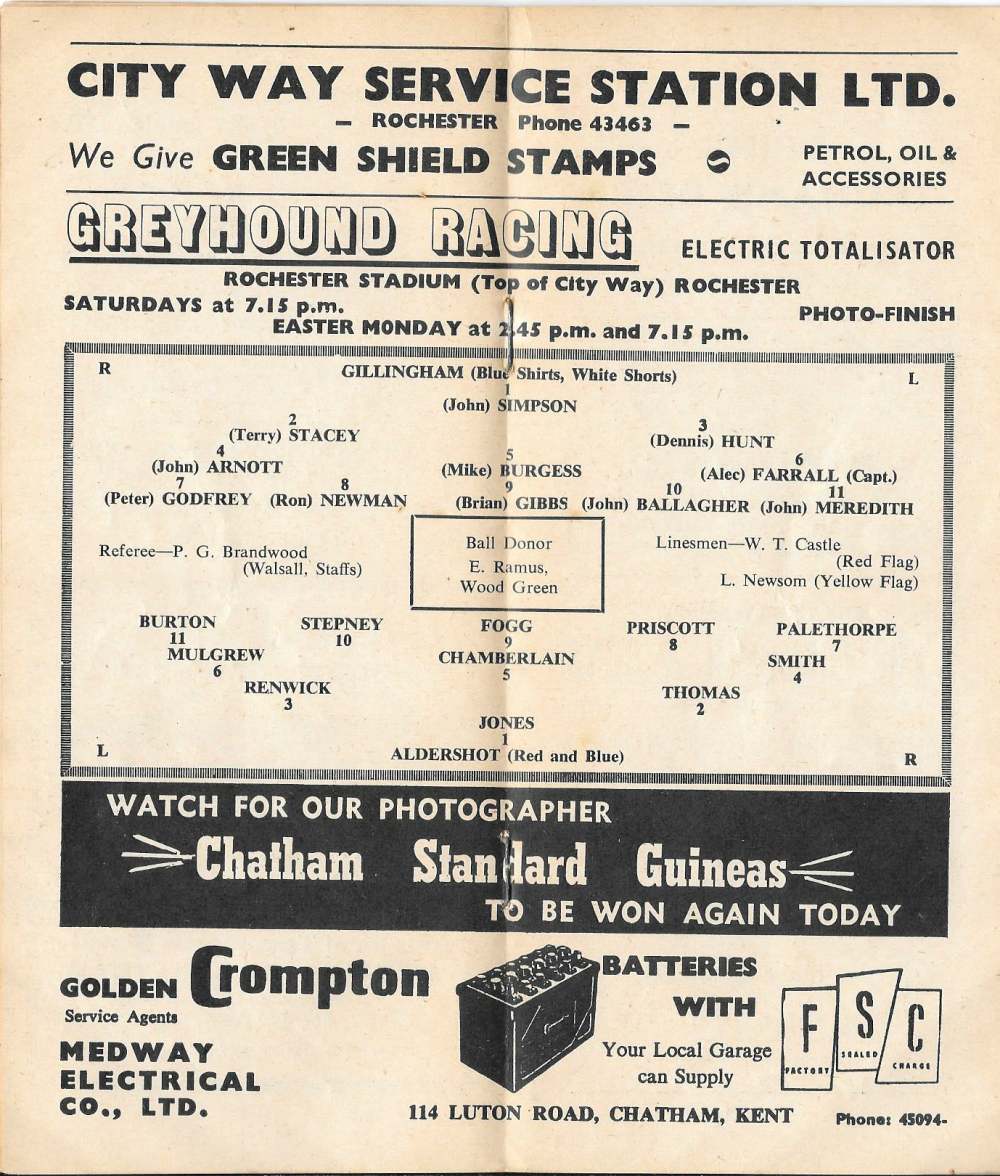 CITY WAY SERVICE STATION LTD.
— ROCHESTER Phone 43463 —
We Give GREEN SHIELD STAMPS
PETROL, OIL &
ACCESSORIES
GREYHOUND RACING
ELECTRIC TOTALISATOR
ROCHESTER STADIUM (Top of City Way) ROCHESTER
SATURDAYS at 7.15 p.m.
PHOTO-FINISH
EASTER MONDAY at 2.45 p.m. and 7.15 p.m.
R
GILLINGHAM (Blue Shirts, White Shorts)
L
1
(John) SIMPSON
2
(Terry) STACEY
3
(Dennis) HUNT
4
(John) ARNOTT
5
(Mike) BURGESS
6
(Alec) FARRALL (Capt.)
7 8 9 10 11
(Peter) GODFREY (Ron) NEWMAN (Brian) GIBBS (John) BALLAGHER (John) MEREDITH
Referee—P. G. Brandwood
(Walsall, Staffs)
Ball Donor
E. Ramus,
Wood Green
Linesmen—W. T. Castle
(Red Flag)
L. Newsom (Yellow Flag)
BURTON STEPNEY FOGG PRISCOTT PALETHORPE
11 10 9 8 7
MULGREW CHAMBERLAIN SMITH
6 5 4
RENWICK THOMAS
3 2
JONES
1
L
ALDERSHOT (Red and Blue)
R
WATCH FOR OUR PHOTOGRAPHER
Chatham Standard Guineas
TO BE WON AGAIN TODAY
GOLDEN Crompton
Service Agents
MEDWAY
ELECTRICAL
CO., LTD.
BATTERIES
WITH
Your Local Garage
can Supply
F
FACTORY
S
SEALED
C
CHARGE
114 LUTON ROAD, CHATHAM, KENT
Phone: 45094-